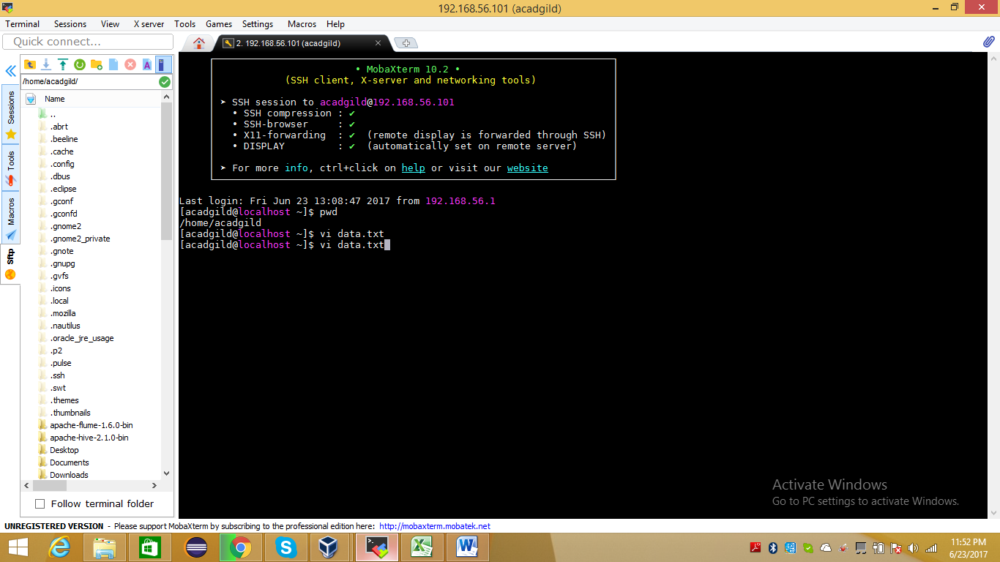 192.168.56.101 (acadgild)
Terminal Sessions View X server Tools Games Settings Macros Help
Quick connect...
2. 192.168.56.101 (acadgild)
/home/acadgild/
Name
..
.abrt
.beeline
.cache
.config
.dbus
.eclipse
.gconf
.gconfd
.gnome2
.gnome2_private
.gnote
.gnupg
.gvfs
.icons
.local
.mozilla
.nautilus
.oracle_jre_usage
.p2
.pulse
.ssh
.swt
.themes
.thumbnails
apache-flume-1.6.0-bin
apache-hive-2.1.0-bin
Desktop
Documents
Downloads
Follow terminal folder
Sessions
Tools
Macros
Sftp
• MobaXterm 10.2 •
(SSH client, X-server and networking tools)
➤ SSH session to acadgild@192.168.56.101
• SSH compression : ✔
• SSH-browser : ✔
• X11-forwarding : ✔ (remote display is forwarded through SSH)
• DISPLAY : ✔ (automatically set on remote server)
➤ For more info, ctrl+click on help or visit our website
Last login: Fri Jun 23 13:08:47 2017 from 192.168.56.1
[acadgild@localhost ~]$ pwd
/home/acadgild
[acadgild@localhost ~]$ vi data.txt
[acadgild@localhost ~]$ vi data.txt
Activate Windows
Go to PC settings to activate Windows.
UNREGISTERED VERSION - Please support MobaXterm by subscribing to the professional edition here: http://mobaxterm.mobatek.net
11:52 PM
6/23/2017